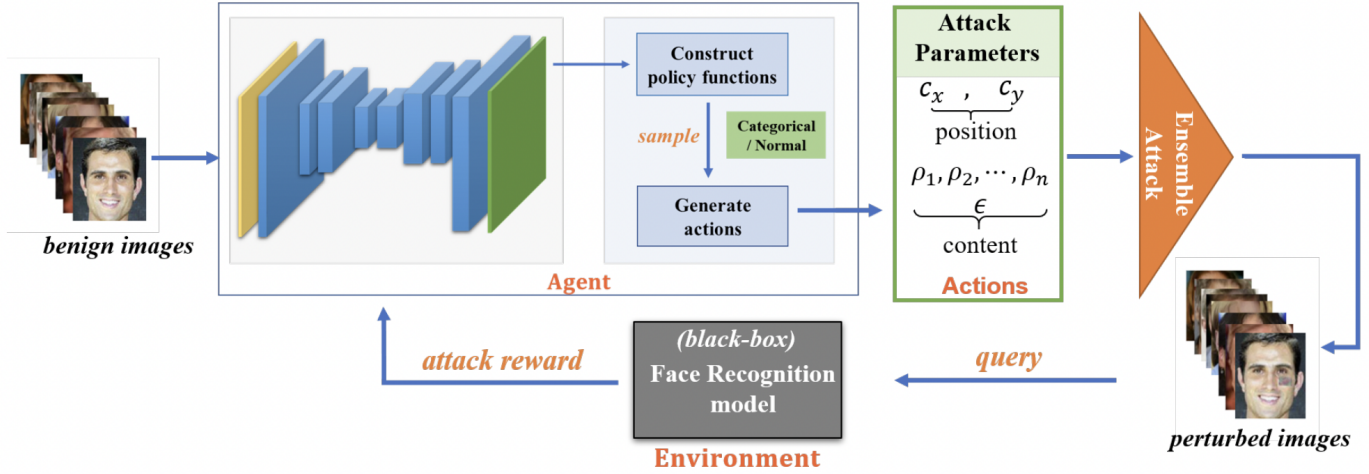 benign images
Construct
policy functions
sample
Categorical
/ Normal
Generate
actions
Agent
Attack
Parameters
c_x , c_y
position
ρ_1, ρ_2, ⋯, ρ_n
ϵ
content
Actions
Ensemble
Attack
perturbed images
query
(black-box)
Face Recognition
model
Environment
attack reward